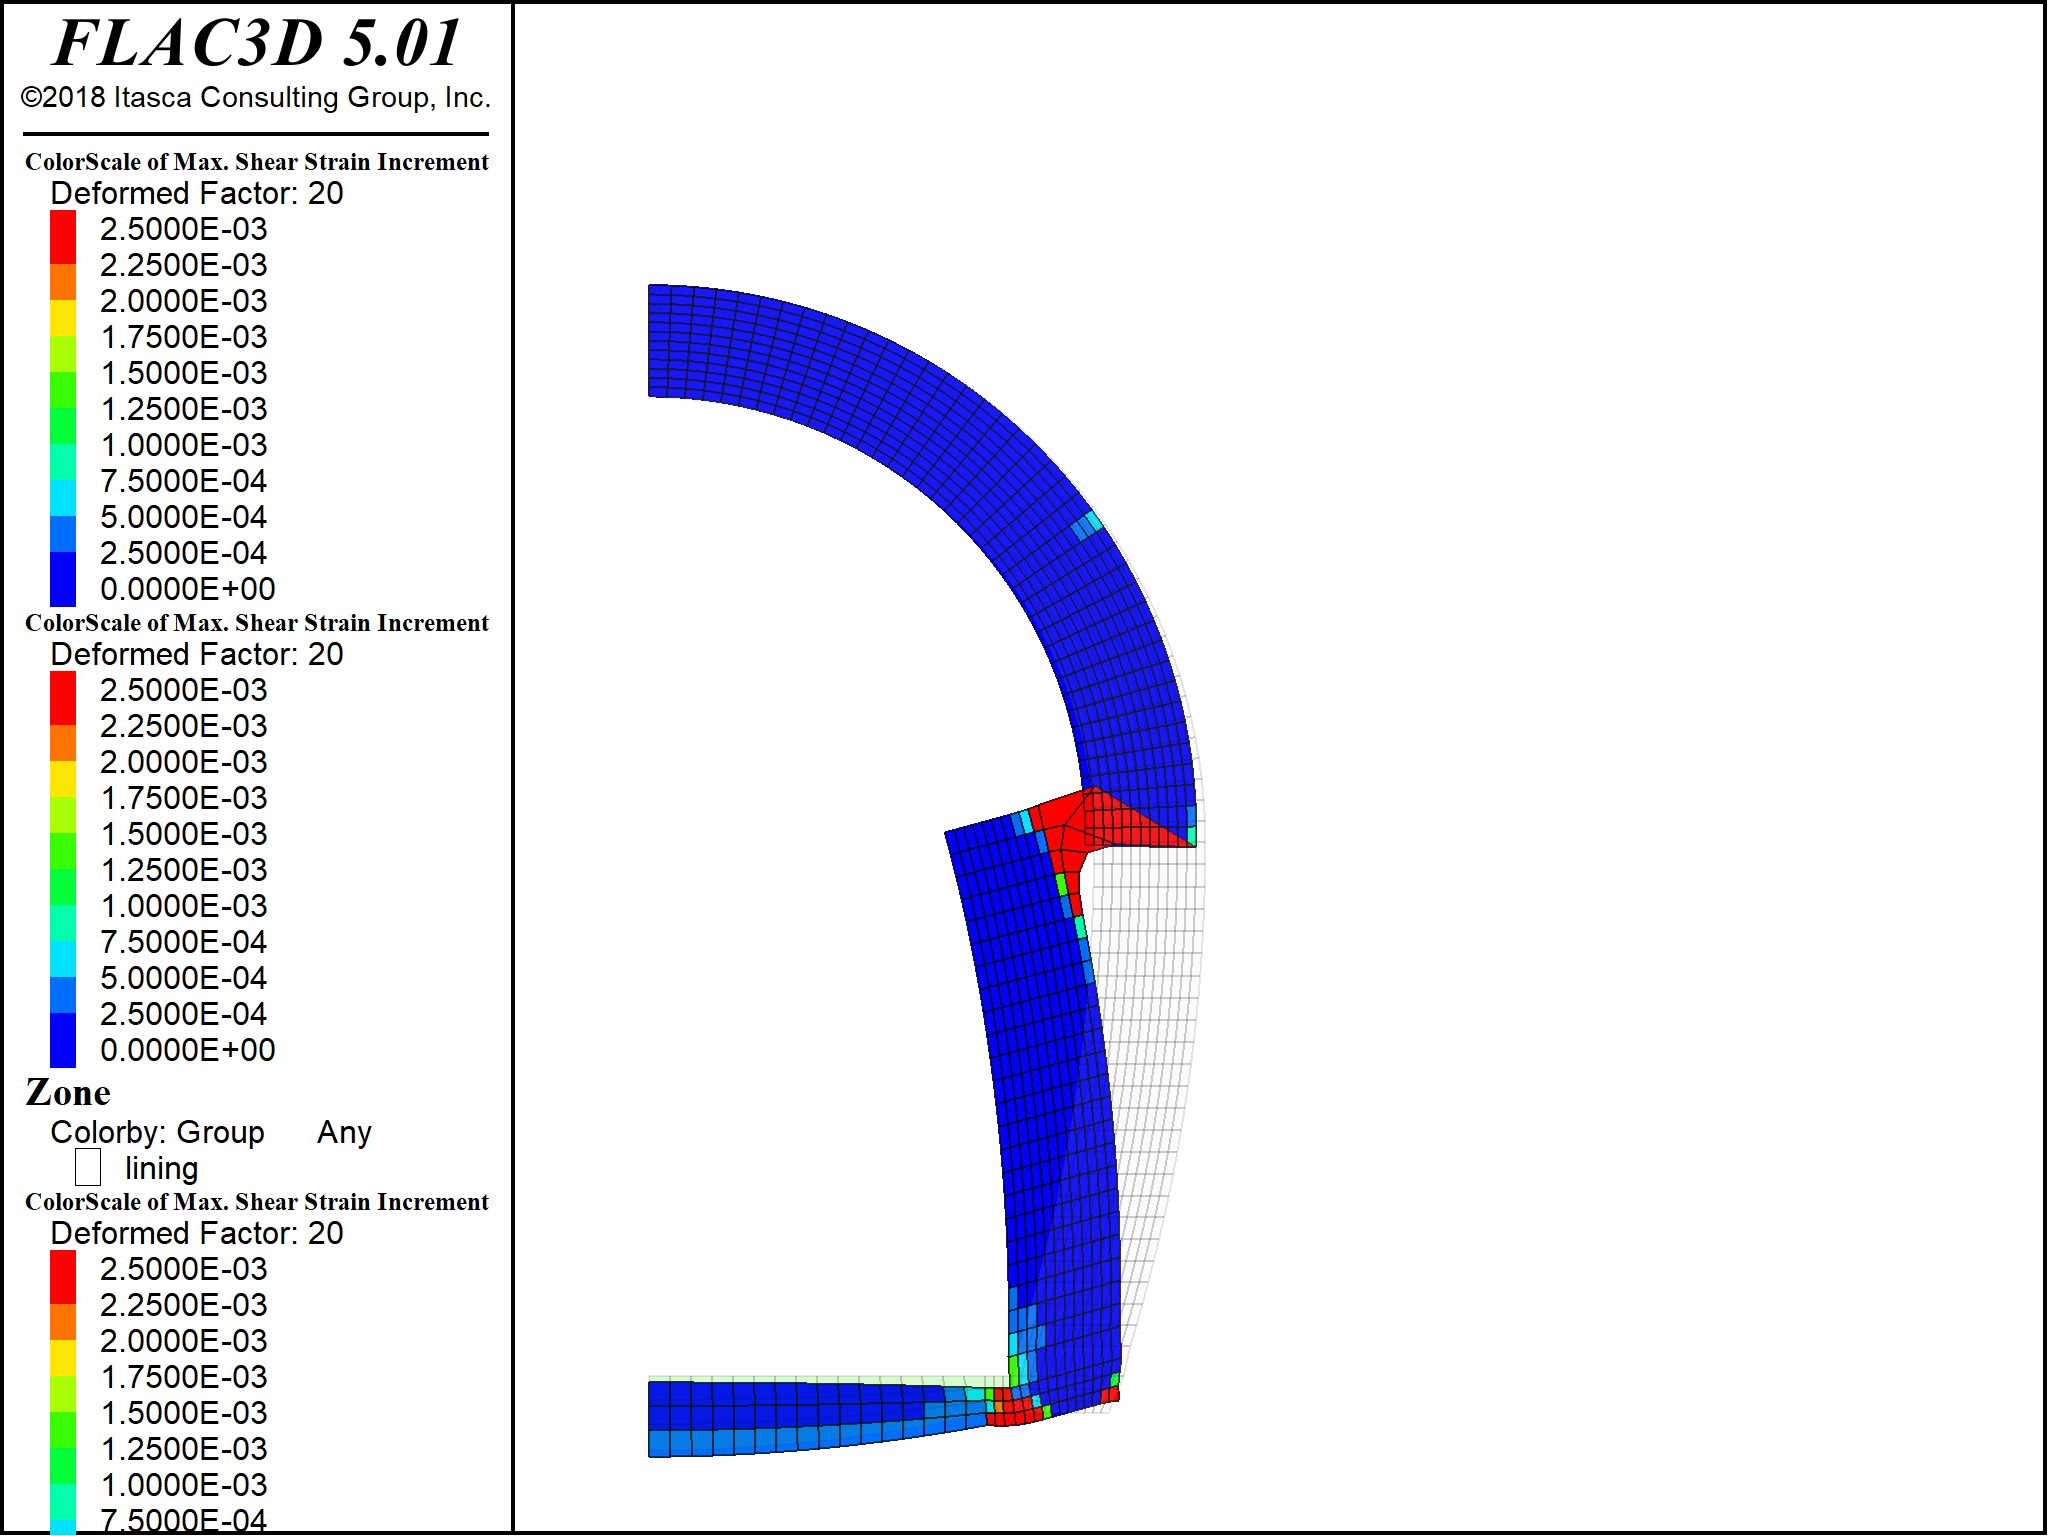 FLAC3D 5.01
©2018 Itasca Consulting Group, Inc.
ColorScale of Max. Shear Strain Increment
Deformed Factor: 20
2.5000E-03
2.2500E-03
2.0000E-03
1.7500E-03
1.5000E-03
1.2500E-03
1.0000E-03
7.5000E-04
5.0000E-04
2.5000E-04
0.0000E+00
ColorScale of Max. Shear Strain Increment
Deformed Factor: 20
2.5000E-03
2.2500E-03
2.0000E-03
1.7500E-03
1.5000E-03
1.2500E-03
1.0000E-03
7.5000E-04
5.0000E-04
2.5000E-04
0.0000E+00
Zone
Colorby: Group Any
lining
ColorScale of Max. Shear Strain Increment
Deformed Factor: 20
2.5000E-03
2.2500E-03
2.0000E-03
1.7500E-03
1.5000E-03
1.2500E-03
1.0000E-03
7.5000E-04